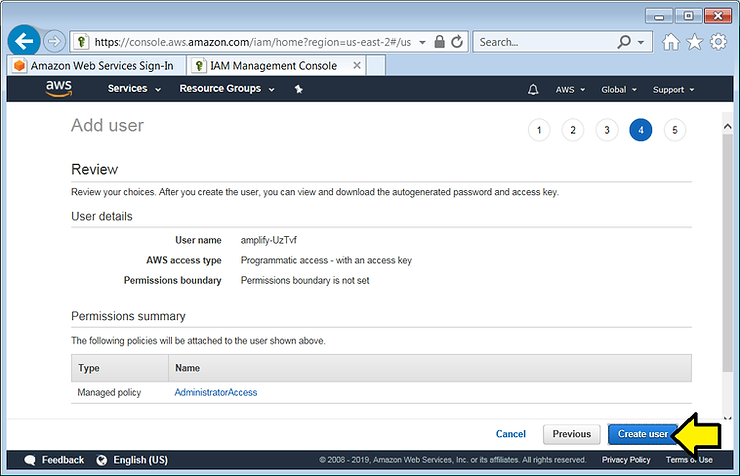 https://console.aws.amazon.com/iam/home?region=us-east-2#/us
Search...
Amazon Web Services Sign-In
IAM Management Console
aws
Services
Resource Groups
AWS
Global
Support
Add user
1
2
3
4
5
Review
Review your choices. After you create the user, you can view and download the autogenerated password and access key.
User details
User name amplify-UzTvf
AWS access type Programmatic access - with an access key
Permissions boundary Permissions boundary is not set
Permissions summary
The following policies will be attached to the user shown above.
Type Name
Managed policy AdministratorAccess
Cancel
Previous
Create user
Feedback
English (US)
© 2008 - 2019, Amazon Web Services, Inc. or its affiliates. All rights reserved.
Privacy Policy
Terms of Use